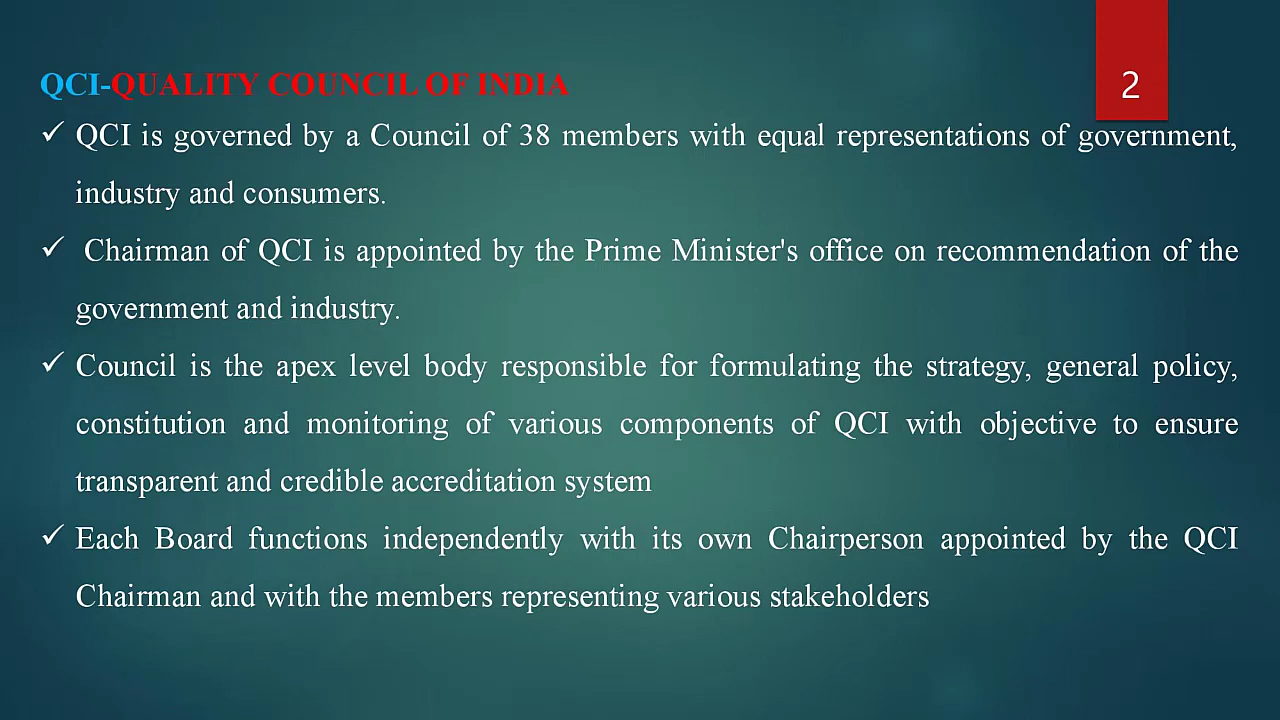 2
QCI-QUALITY COUNCIL OF INDIA
✓ QCI is governed by a Council of 38 members with equal representations of government,
industry and consumers.
✓ Chairman of QCI is appointed by the Prime Minister's office on recommendation of the
government and industry.
✓ Council is the apex level body responsible for formulating the strategy, general policy,
constitution and monitoring of various components of QCI with objective to ensure
transparent and credible accreditation system
✓ Each Board functions independently with its own Chairperson appointed by the QCI
Chairman and with the members representing various stakeholders